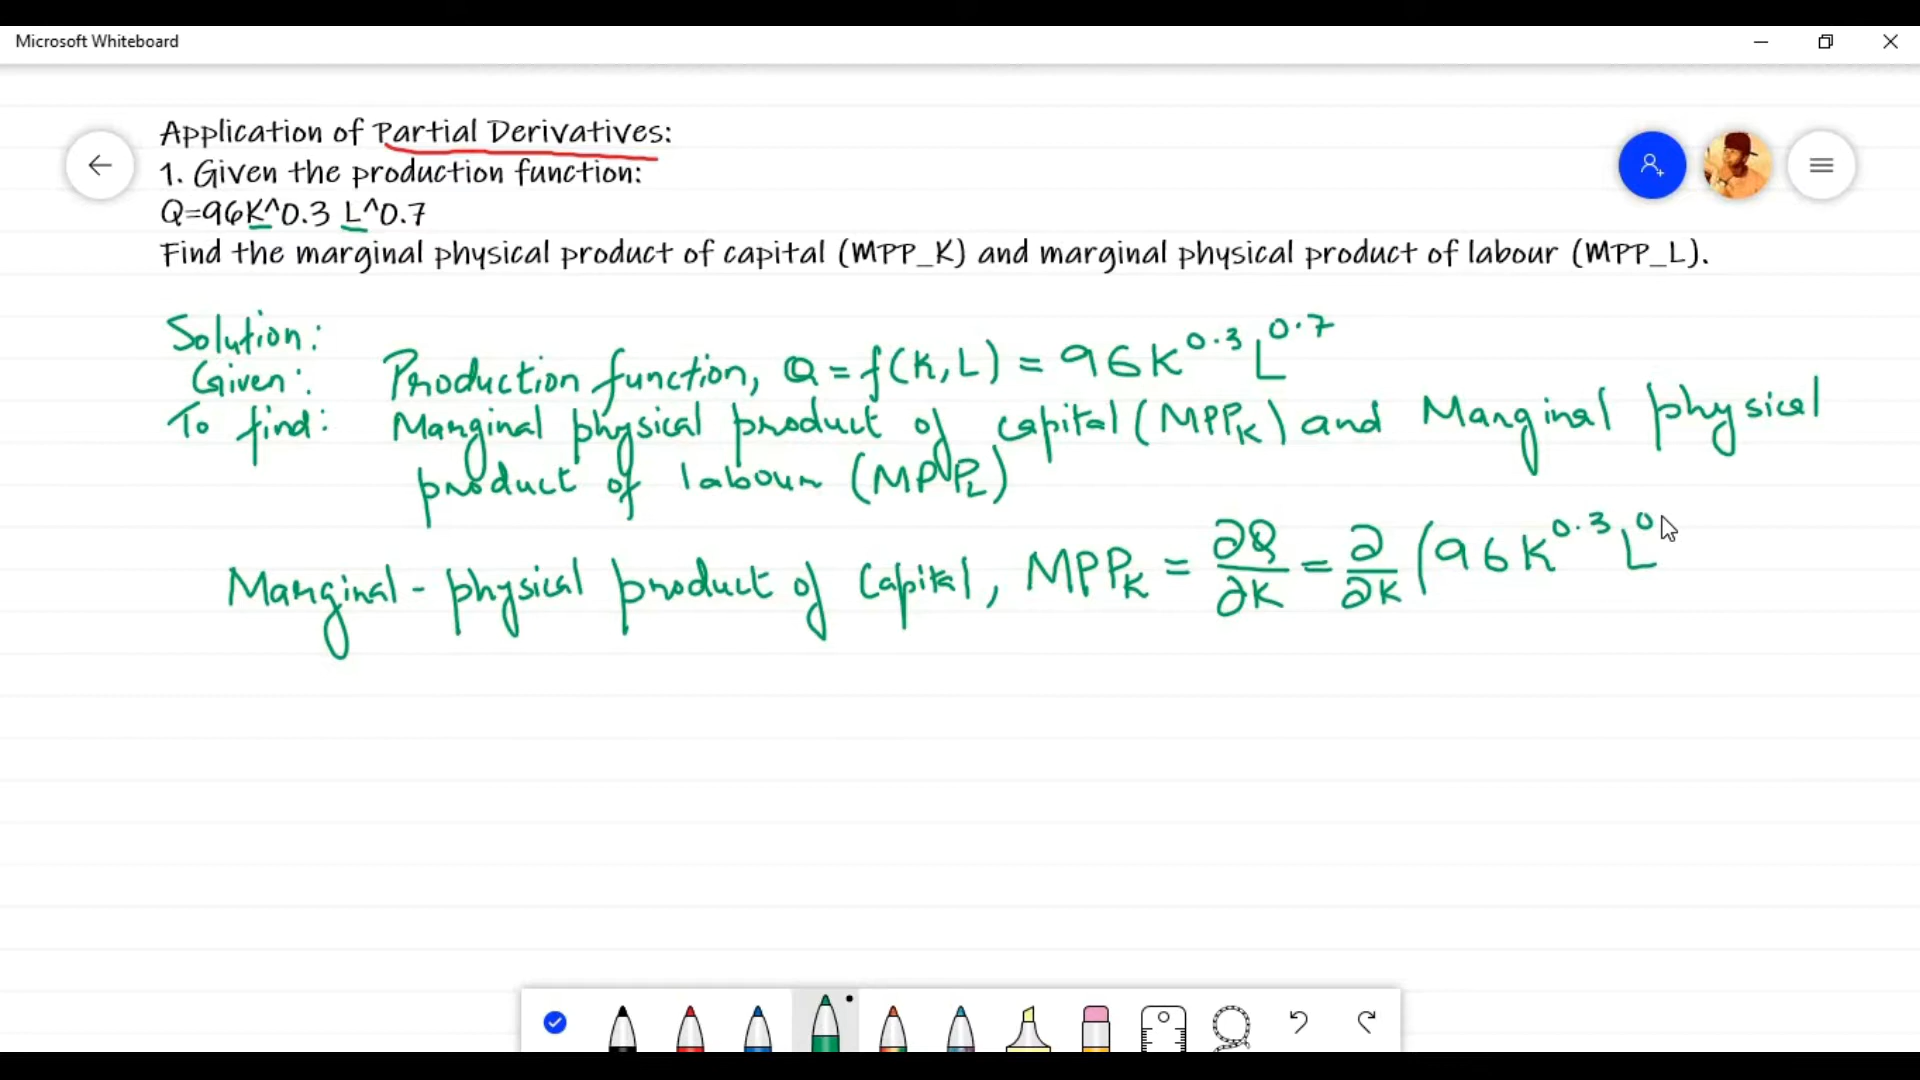 Microsoft Whiteboard
Application of Partial Derivatives:
1. Given the production function:
Q=96K^0.3 L^0.7
Find the marginal physical product of capital (MPP_K) and marginal physical product of labour (MPP_L).
Solution:
Given: Production function, Q = f(K,L) = 96K^0.3 L^0.7
To find: Marginal physical product of capital (MPP_K) and Marginal physical
product of labour (MPP_L)
Marginal-physical product of Capital, MPP_K = ∂Q/∂K = ∂/∂K (96K^0.3 L^0